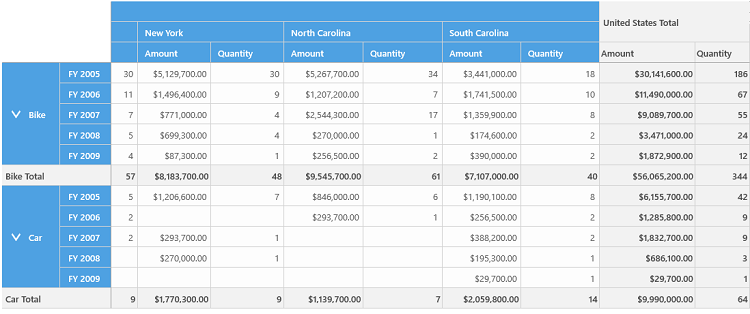 United States Total
New York North Carolina South Carolina
Amount Quantity Amount Quantity Amount Quantity Amount Quantity
Bike FY 2005 30 $5,129,700.00 30 $5,267,700.00 34 $3,441,000.00 18 $30,141,600.00 186
FY 2006 11 $1,496,400.00 9 $1,207,200.00 7 $1,741,500.00 10 $11,490,000.00 67
FY 2007 7 $771,000.00 4 $2,544,300.00 17 $1,359,900.00 8 $9,089,700.00 55
FY 2008 5 $699,300.00 4 $270,000.00 1 $174,600.00 2 $3,471,000.00 24
FY 2009 4 $87,300.00 1 $256,500.00 2 $390,000.00 2 $1,872,900.00 12
Bike Total 57 $8,183,700.00 48 $9,545,700.00 61 $7,107,000.00 40 $56,065,200.00 344
Car FY 2005 5 $1,206,600.00 7 $846,000.00 6 $1,190,100.00 8 $6,155,700.00 42
FY 2006 2 $293,700.00 1 $256,500.00 2 $1,285,800.00 9
FY 2007 2 $293,700.00 1 $388,200.00 2 $1,832,700.00 9
FY 2008 $270,000.00 1 $195,300.00 1 $686,100.00 3
FY 2009 $29,700.00 1 $29,700.00 1
Car Total 9 $1,770,300.00 9 $1,139,700.00 7 $2,059,800.00 14 $9,990,000.00 64